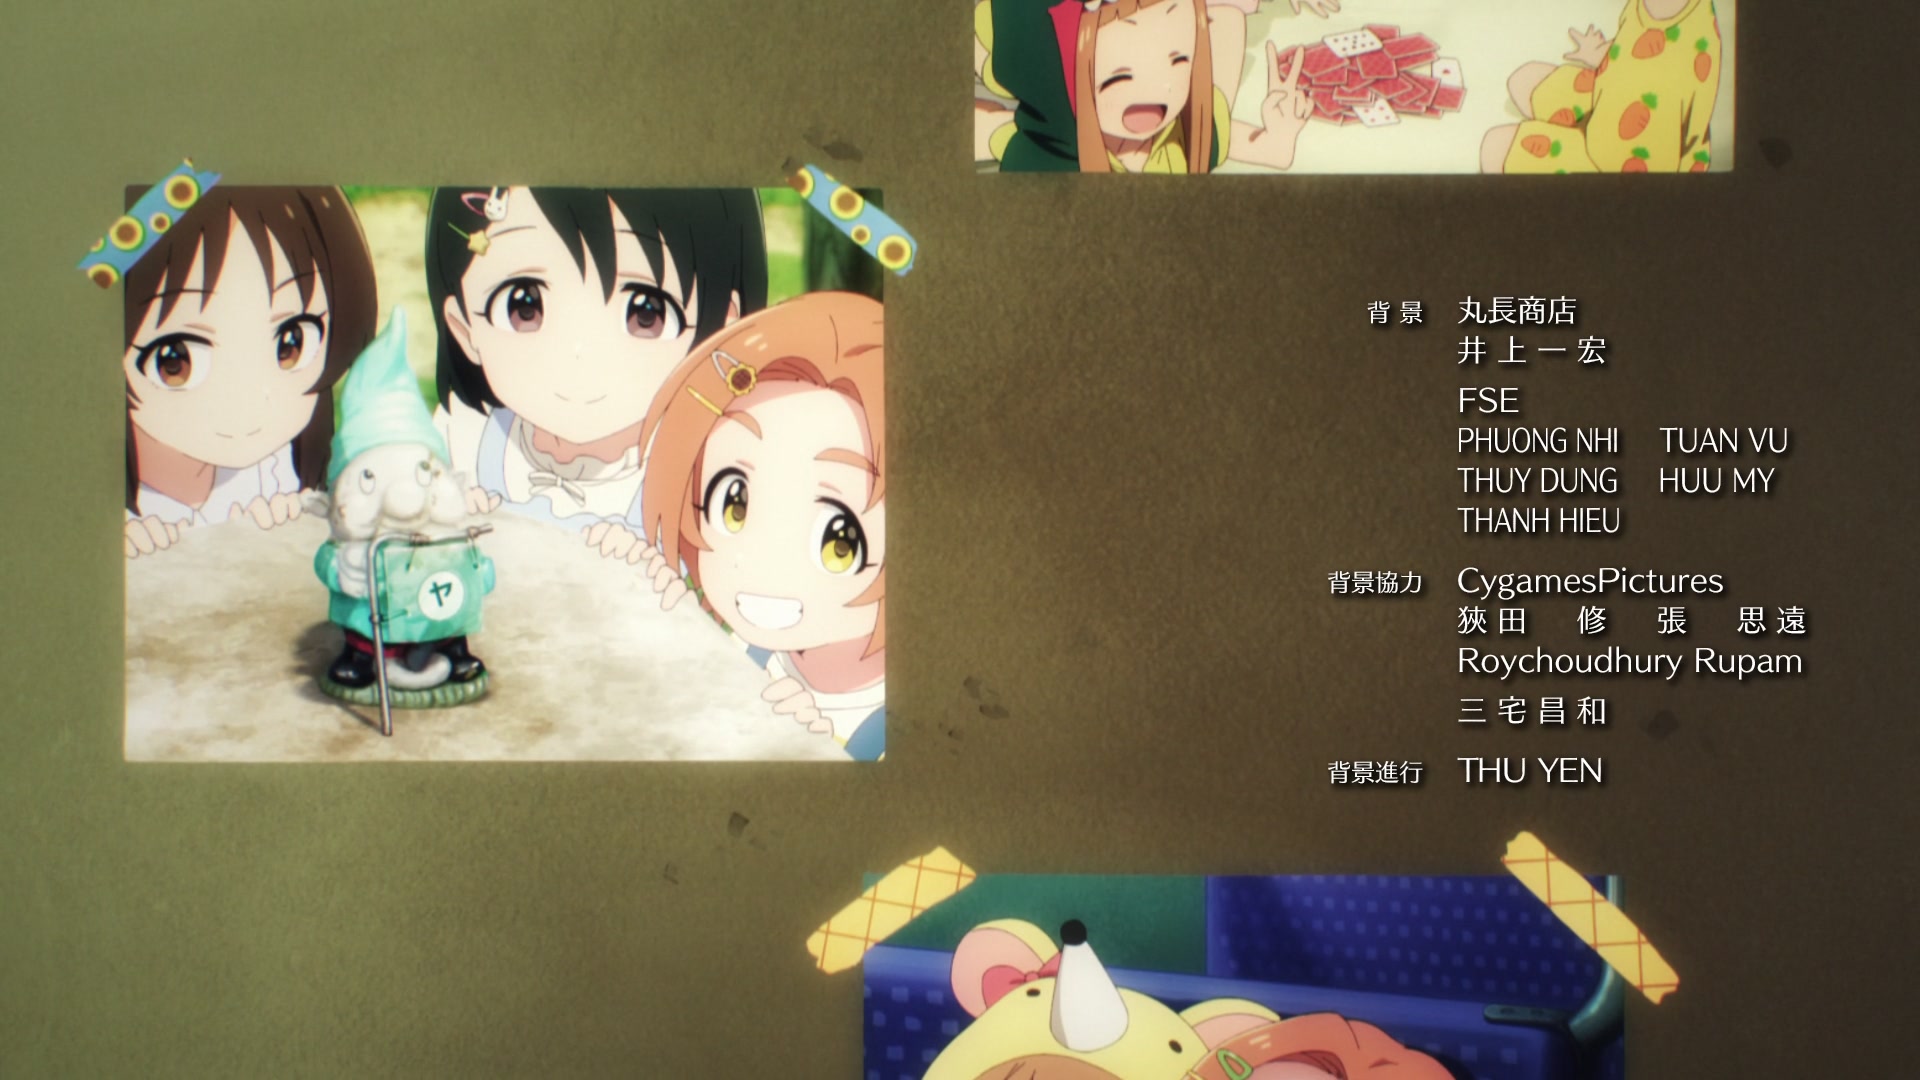 ヤ
背景 丸長商店
井上一宏
FSE
PHUONG NHI TUAN VU
THUY DUNG HUU MY
THANH HIEU
背景協力 CygamesPictures
狹田 修 張 思遠
Roychoudhury Rupam
三宅昌和
背景進行 THU YEN